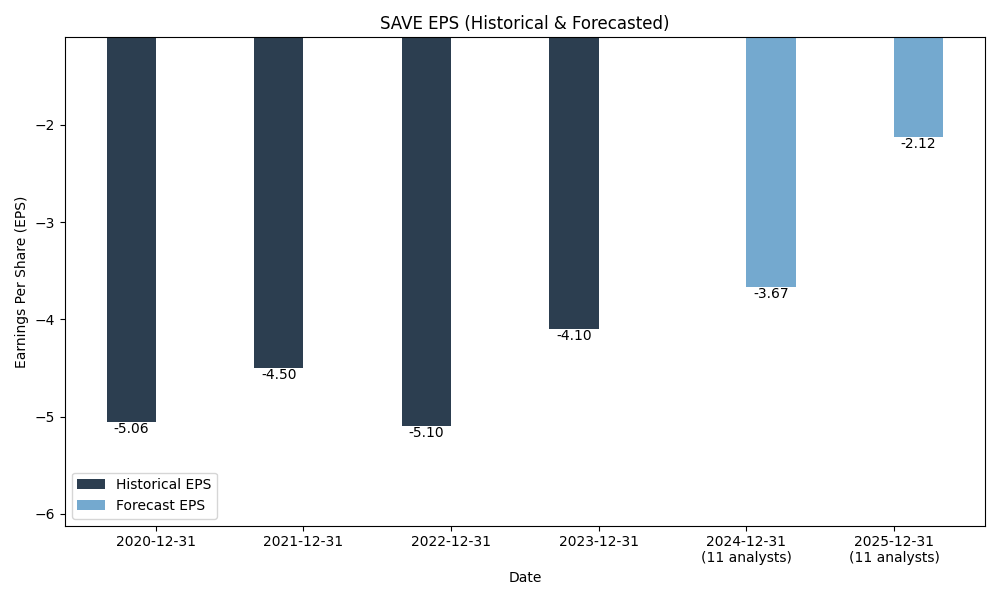 SAVE EPS (Historical & Forecasted)
Earnings Per Share (EPS)
−2
−3
−4
−5
−6
-5.06
-4.50
-5.10
-4.10
-3.67
-2.12
Historical EPS
Forecast EPS
2020-12-31
2021-12-31
2022-12-31
2023-12-31
2024-12-31
(11 analysts)
2025-12-31
(11 analysts)
Date